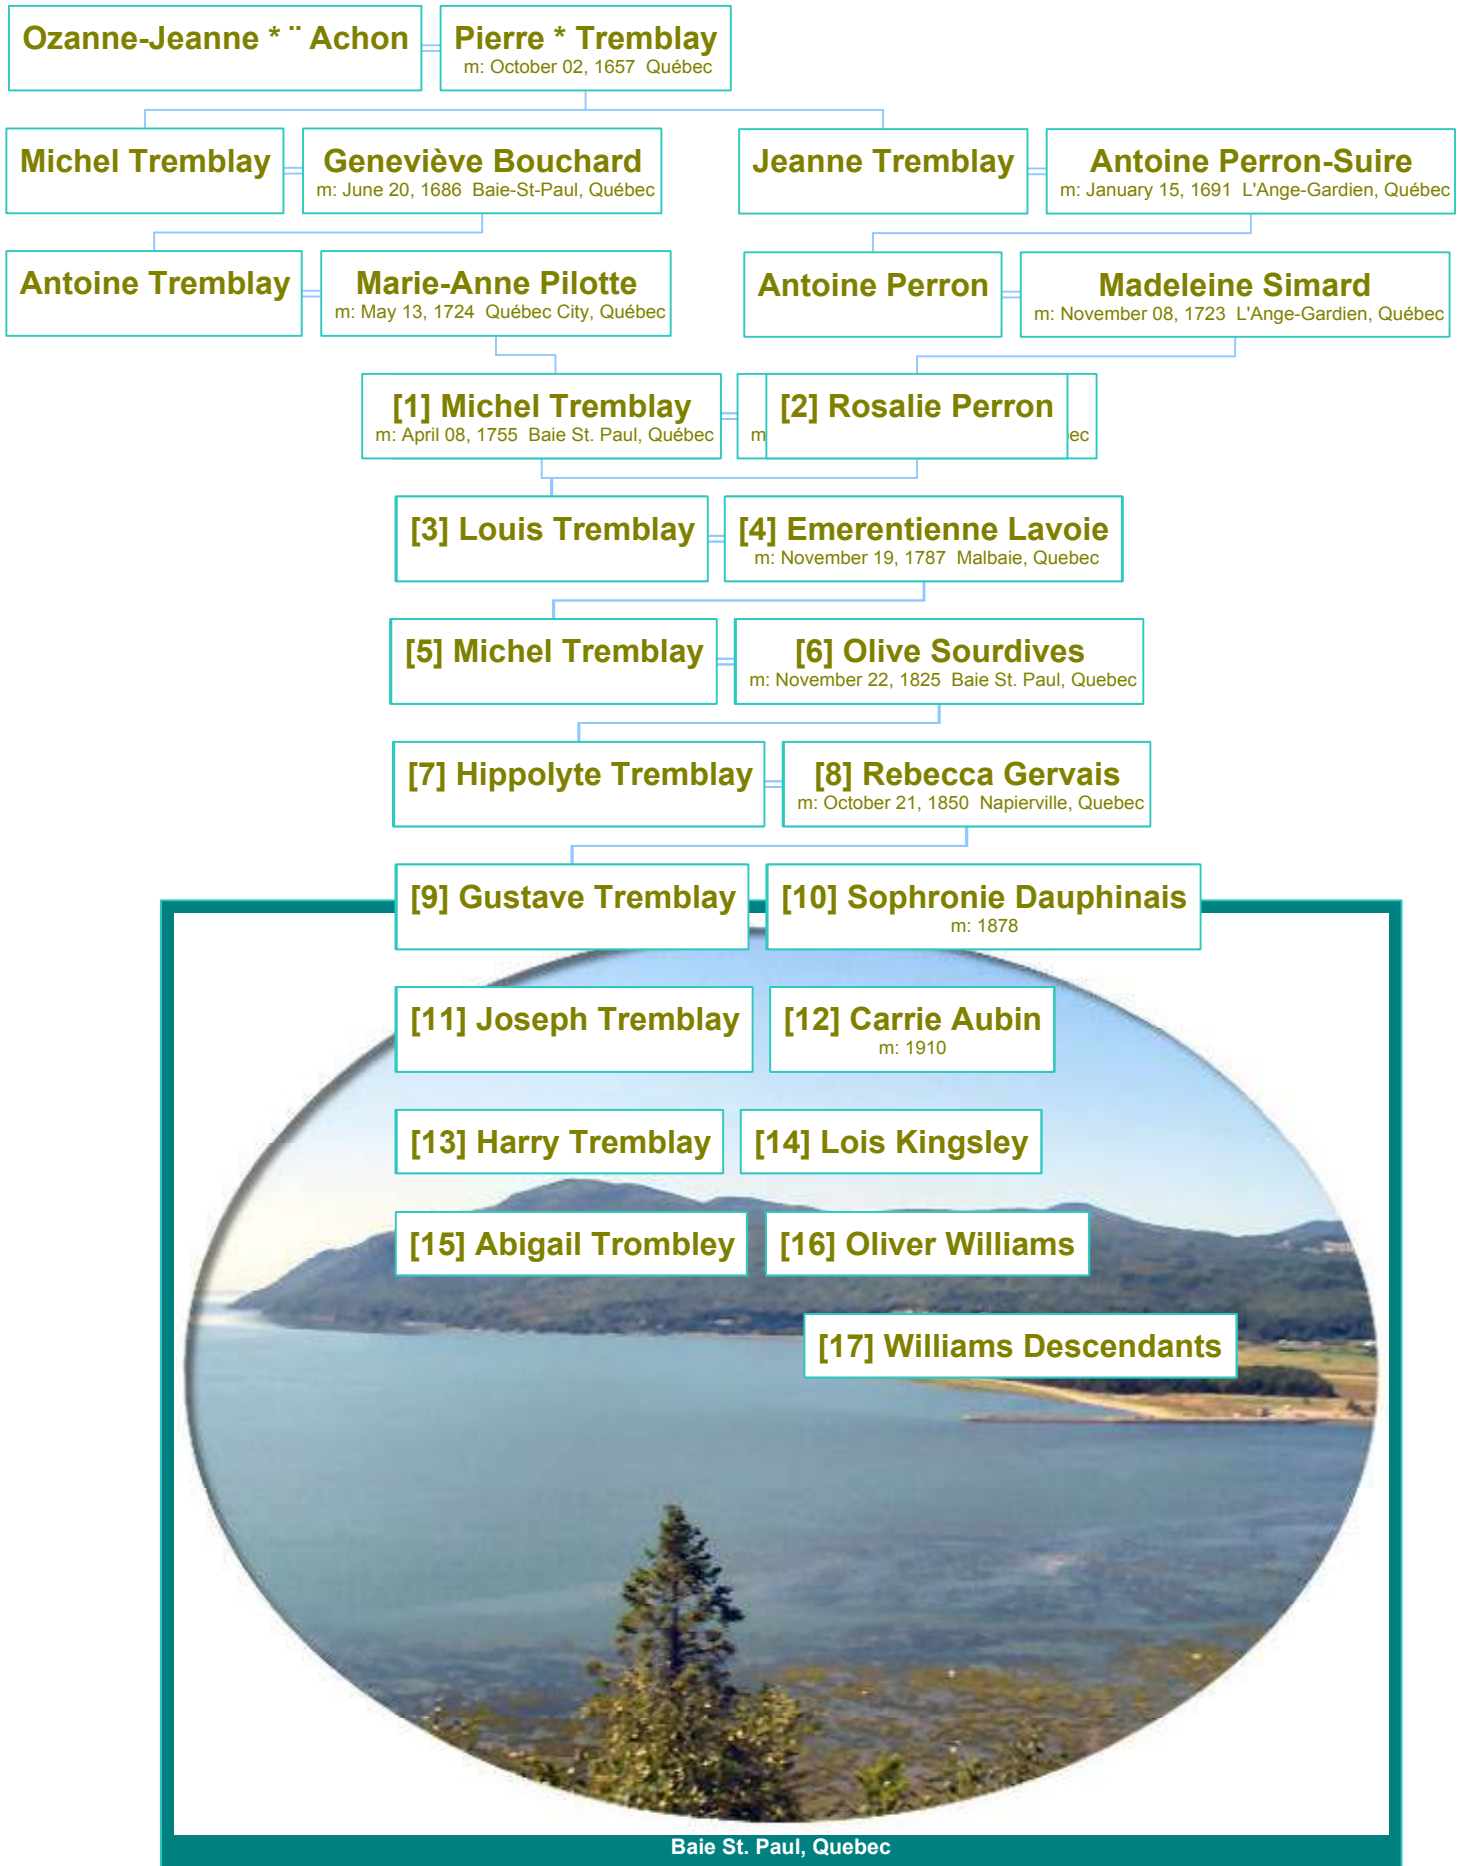 Ozanne-Jeanne * ¨ Achon
Pierre * Tremblay
m: October 02, 1657 Québec
Michel Tremblay
Geneviève Bouchard
m: June 20, 1686 Baie-St-Paul, Québec
Jeanne Tremblay
Antoine Perron-Suire
m: January 15, 1691 L'Ange-Gardien, Québec
Antoine Tremblay
Marie-Anne Pilotte
m: May 13, 1724 Québec City, Québec
Antoine Perron
Madeleine Simard
m: November 08, 1723 L'Ange-Gardien, Québec
[1] Michel Tremblay
m: April 08, 1755 Baie St. Paul, Québec
[2] Rosalie Perron
[3] Louis Tremblay
[4] Emerentienne Lavoie
m: November 19, 1787 Malbaie, Quebec
[5] Michel Tremblay
[6] Olive Sourdives
m: November 22, 1825 Baie St. Paul, Quebec
[7] Hippolyte Tremblay
[8] Rebecca Gervais
m: October 21, 1850 Napierville, Quebec
[9] Gustave Tremblay
[10] Sophronie Dauphinais
m: 1878
[11] Joseph Tremblay
[12] Carrie Aubin
m: 1910
[13] Harry Tremblay
[14] Lois Kingsley
[15] Abigail Trombley
[16] Oliver Williams
[17] Williams Descendants
Baie St. Paul, Quebec